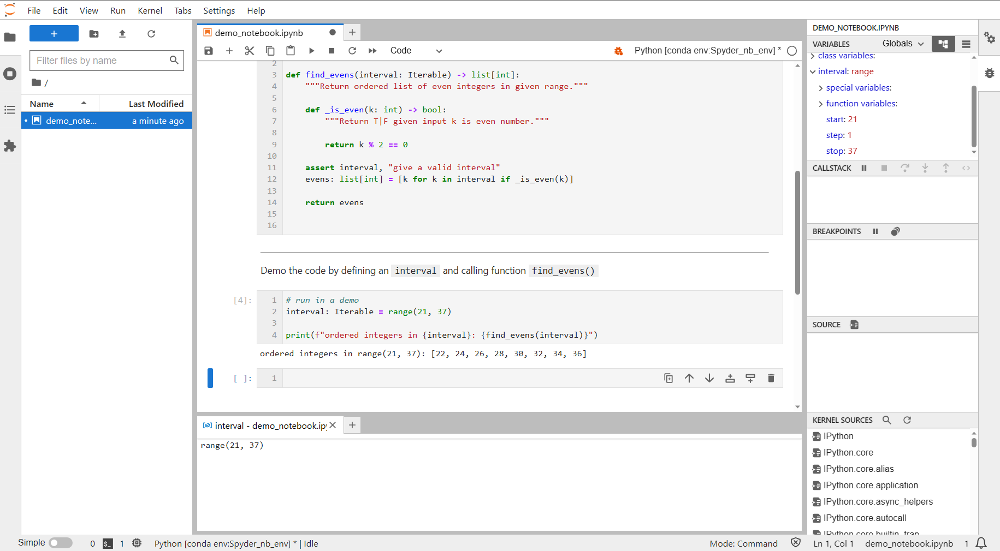 File Edit View Run Kernel Tabs Settings Help
+
Filter files by name
/
Name Last Modified
demo_note... a minute ago
demo_notebook.ipynb
Code
Python [conda env:Spyder_nb_env] *
2
3 def find_evens(interval: Iterable) -> list[int]:
4 """Return ordered list of even integers in given range."""
5
6 def _is_even(k: int) -> bool:
7 """Return T|F given input k is even number."""
8
9 return k % 2 == 0
10
11 assert interval, "give a valid interval"
12 evens: list[int] = [k for k in interval if _is_even(k)]
13
14 return evens
15
16
Demo the code by defining an interval and calling function find_evens()
[4]:
1 # run in a demo
2 interval: Iterable = range(21, 37)
3
4 print(f"ordered integers in {interval}: {find_evens(interval)}")
ordered integers in range(21, 37): [22, 24, 26, 28, 30, 32, 34, 36]
[ ]: 1
interval - demo_notebook.ipy
range(21, 37)
DEMO_NOTEBOOK.IPYNB
VARIABLES Globals
class variables:
interval: range
special variables:
function variables:
start: 21
step: 1
stop: 37
CALLSTACK
BREAKPOINTS
SOURCE
KERNEL SOURCES
IPython
IPython.core
IPython.core.alias
IPython.core.application
IPython.core.async_helpers
IPython.core.autocall
IPython.core.builtin_trap
Simple 0 $_ 1 Python [conda env:Spyder_nb_env] * | Idle Mode: Command Ln 1, Col 1 demo_notebook.ipynb 1